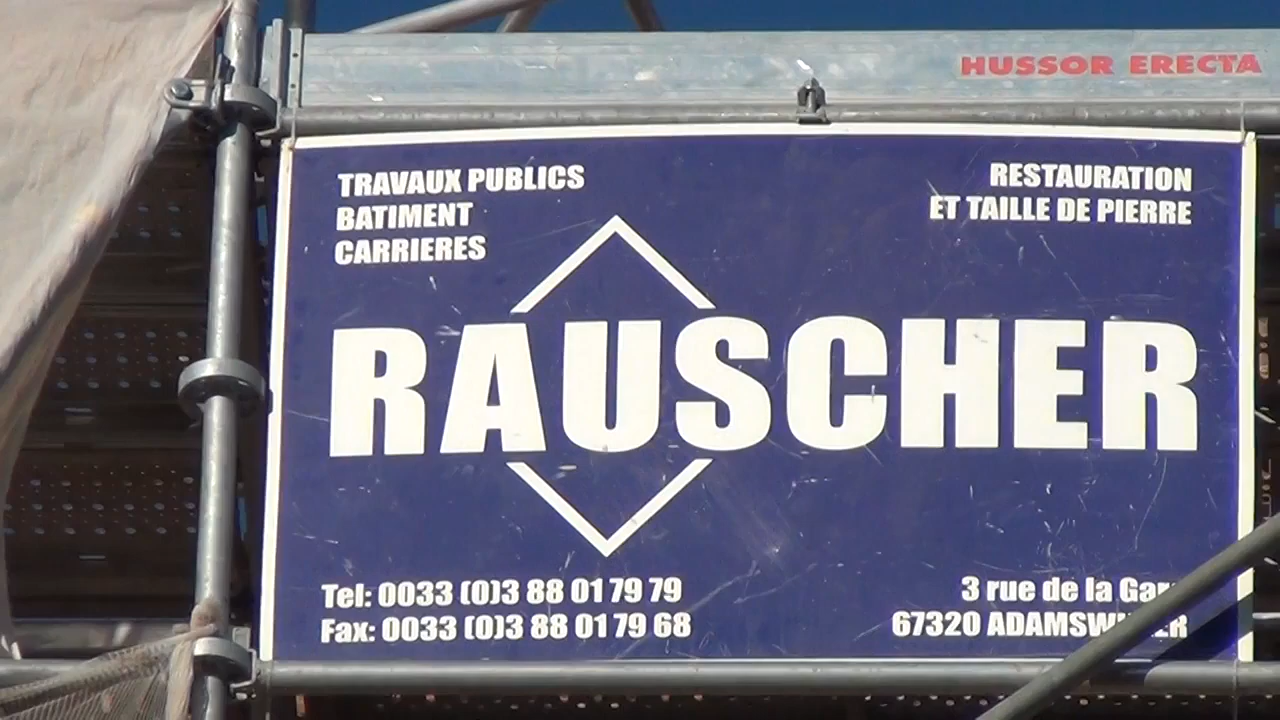 HUSSOR ERECTA
TRAVAUX PUBLICS
BATIMENT
CARRIERES
RESTAURATION
ET TAILLE DE PIERRE
RAUSCHER
Tel: 0033 (0)3 88 01 79 79
Fax: 0033 (0)3 88 01 79 68
3 rue de la
67320